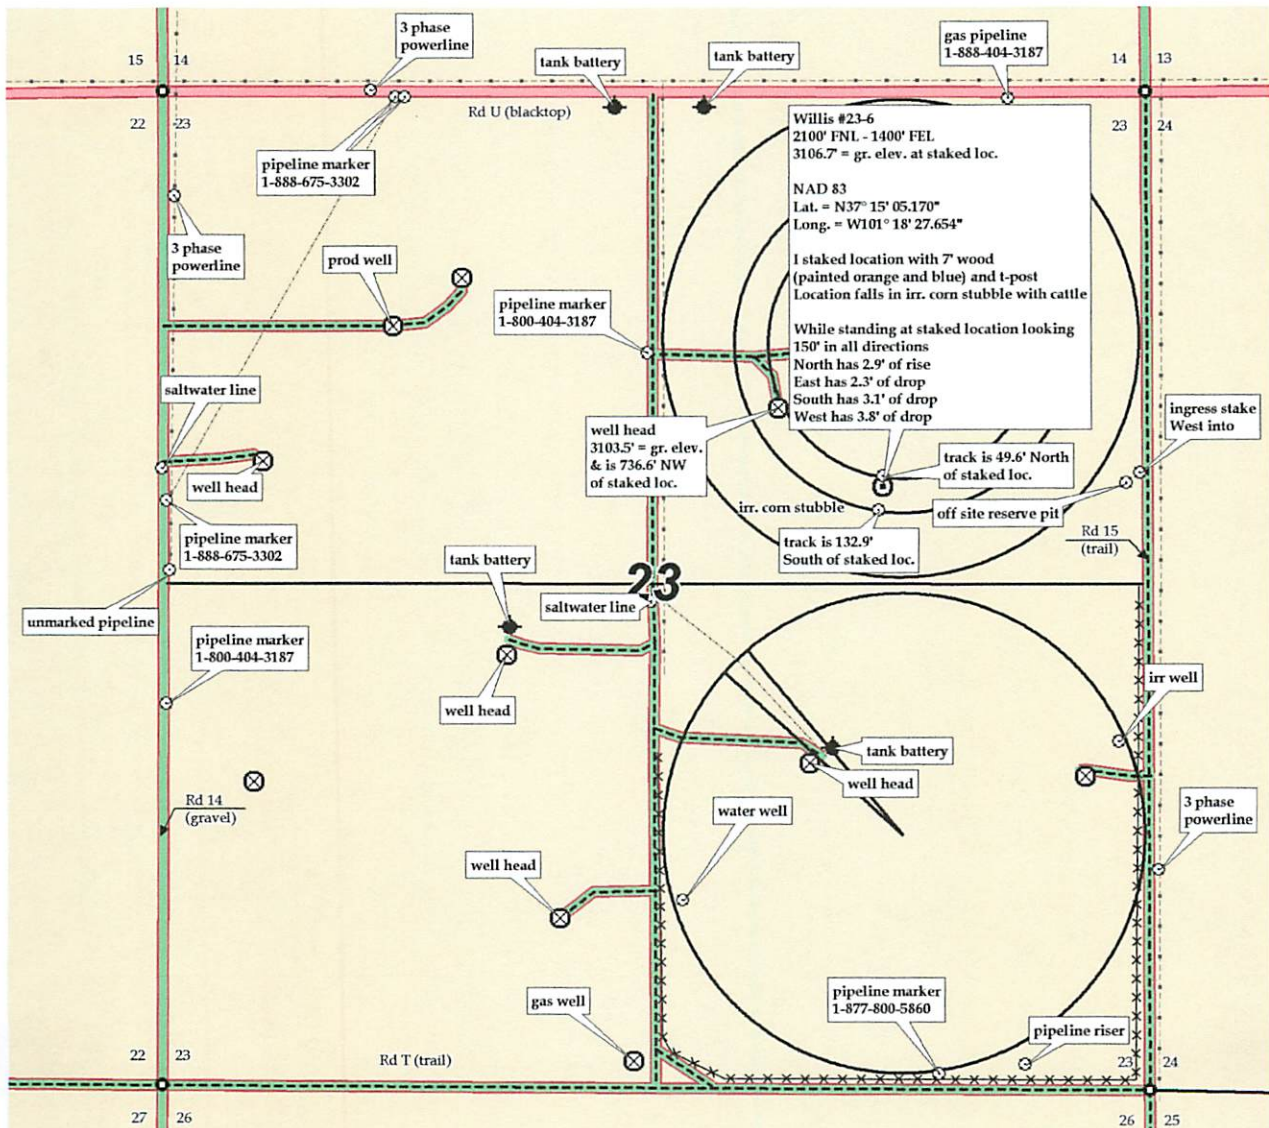 3 phase
powerline
gas pipeline
1-888-404-3187
15
14
tank battery
tank battery
14
13
Rd U (blacktop)
22
23
23
24
pipeline marker
1-888-675-3302
Willis #23-6
2100' FNL - 1400' FEL
3106.7' = gr. elev. at staked loc.
NAD 83
Lat. = N37° 15' 05.170"
Long. = W101° 18' 27.654"
I staked location with 7' wood
(painted orange and blue) and t-post
Location falls in irr. corn stubble with cattle
While standing at staked location looking
150' in all directions
North has 2.9' of rise
East has 2.3' of drop
South has 3.1' of drop
West has 3.8' of drop
3 phase
powerline
prod well
pipeline marker
1-800-404-3187
saltwater line
well head
3103.5' = gr. elev.
& is 736.6' NW
of staked loc.
ingress stake
West into
track is 49.6' North
of staked loc.
well head
irr. corn stubble
off site reserve pit
pipeline marker
1-888-675-3302
track is 132.9'
South of staked loc.
Rd 15
(trail)
tank battery
23
saltwater line
unmarked pipeline
pipeline marker
1-800-404-3187
irr well
well head
tank battery
well head
Rd 14
(gravel)
water well
3 phase
powerline
well head
gas well
pipeline marker
1-877-800-5860
pipeline riser
22
23
Rd T (trail)
23
24
27
26
26
25